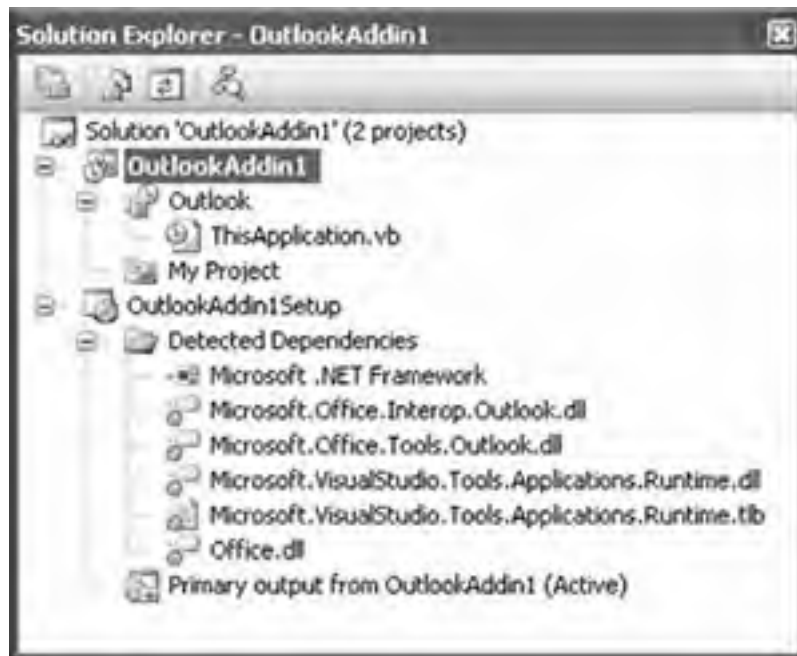 Solution Explorer - OutlookAddin1
Solution 'OutlookAddin1' (2 projects)
OutlookAddin1
Outlook
ThisApplication.vb
My Project
OutlookAddin1Setup
Detected Dependencies
Microsoft .NET Framework
Microsoft.Office.Interop.Outlook.dll
Microsoft.Office.Tools.Outlook.dll
Microsoft.VisualStudio.Tools.Applications.Runtime.dll
Microsoft.VisualStudio.Tools.Applications.Runtime.tlb
Office.dll
Primary output from OutlookAddin1 (Active)